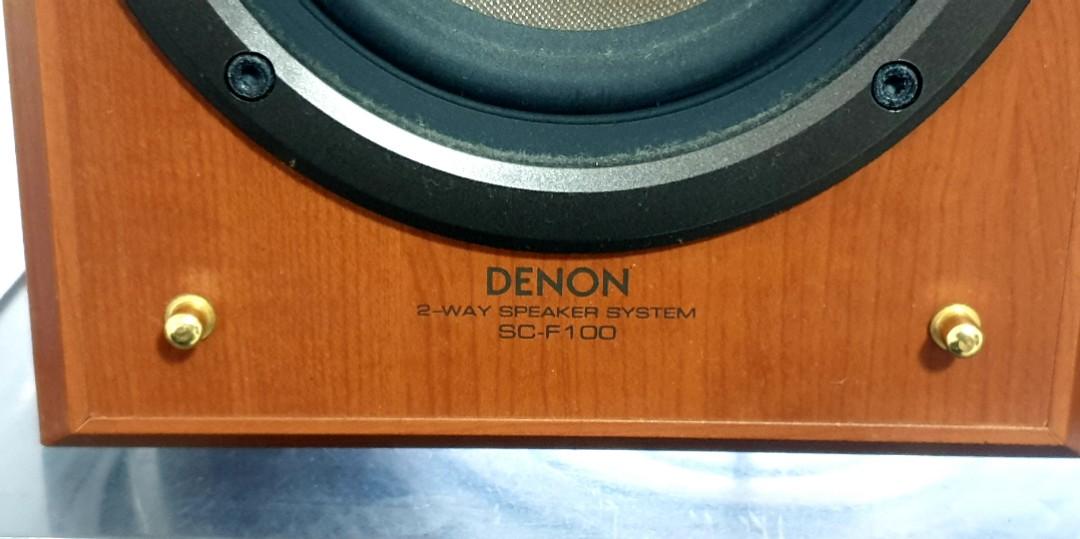 DENON
2-WAY SPEAKER SYSTEM
SC-F100